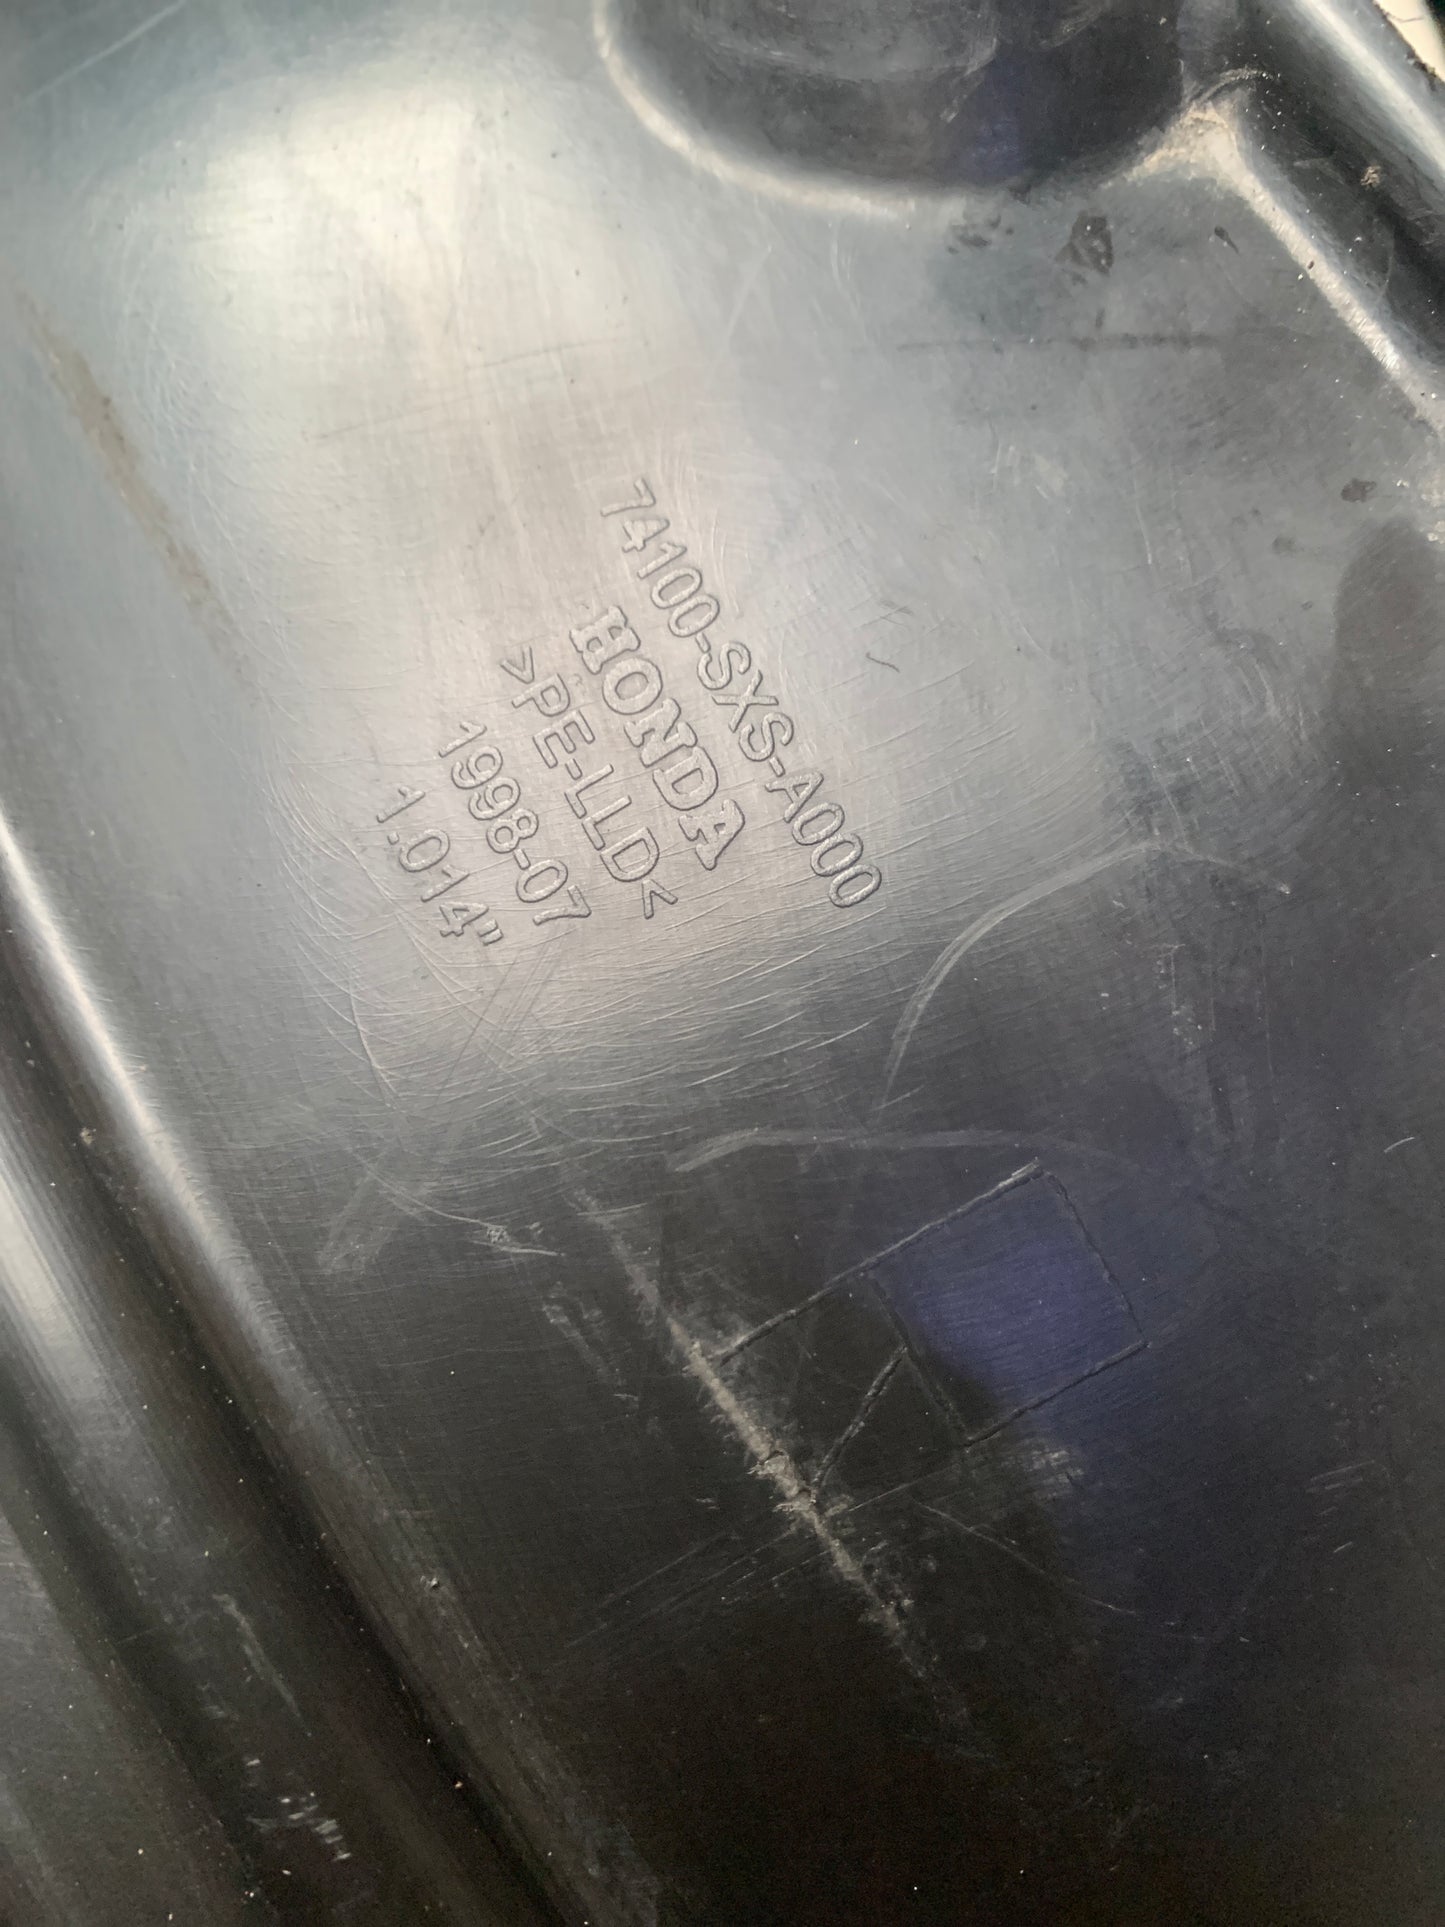 74100-SXS-A000
HONDA
>PE-LLD<
1998-07
1.014"